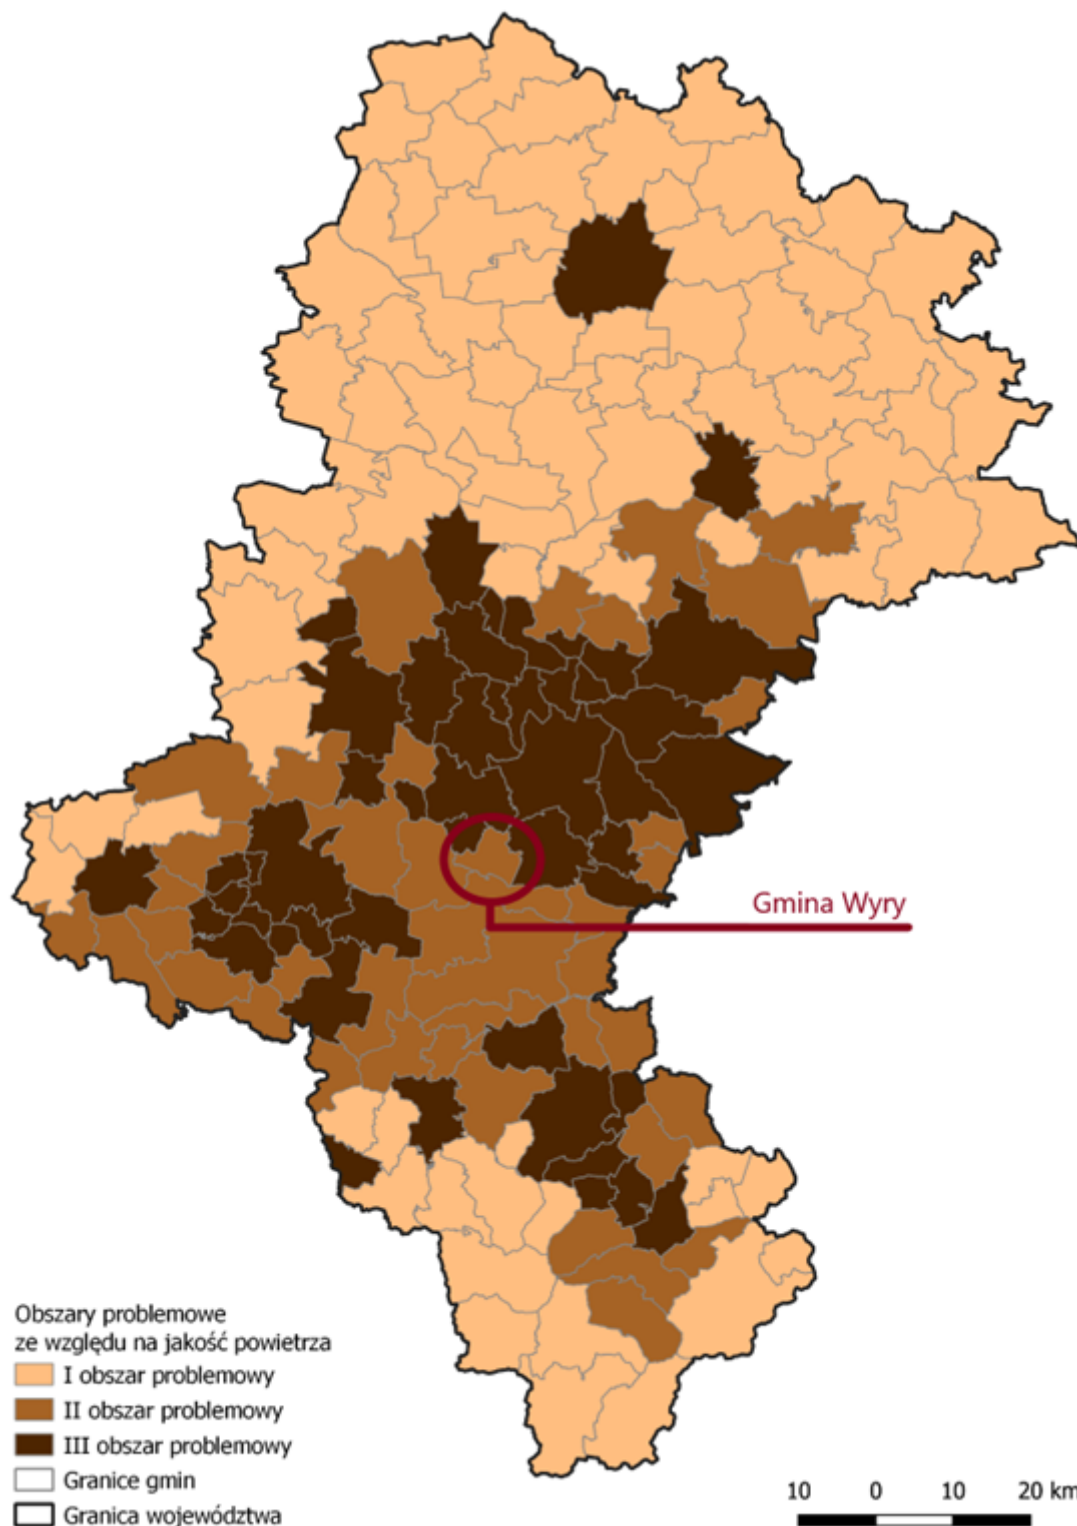 Gmina Wyry
Obszary problemowe
ze względu na jakość powietrza
I obszar problemowy
II obszar problemowy
III obszar problemowy
Granice gmin
Granica województwa
10 0 10 20 km